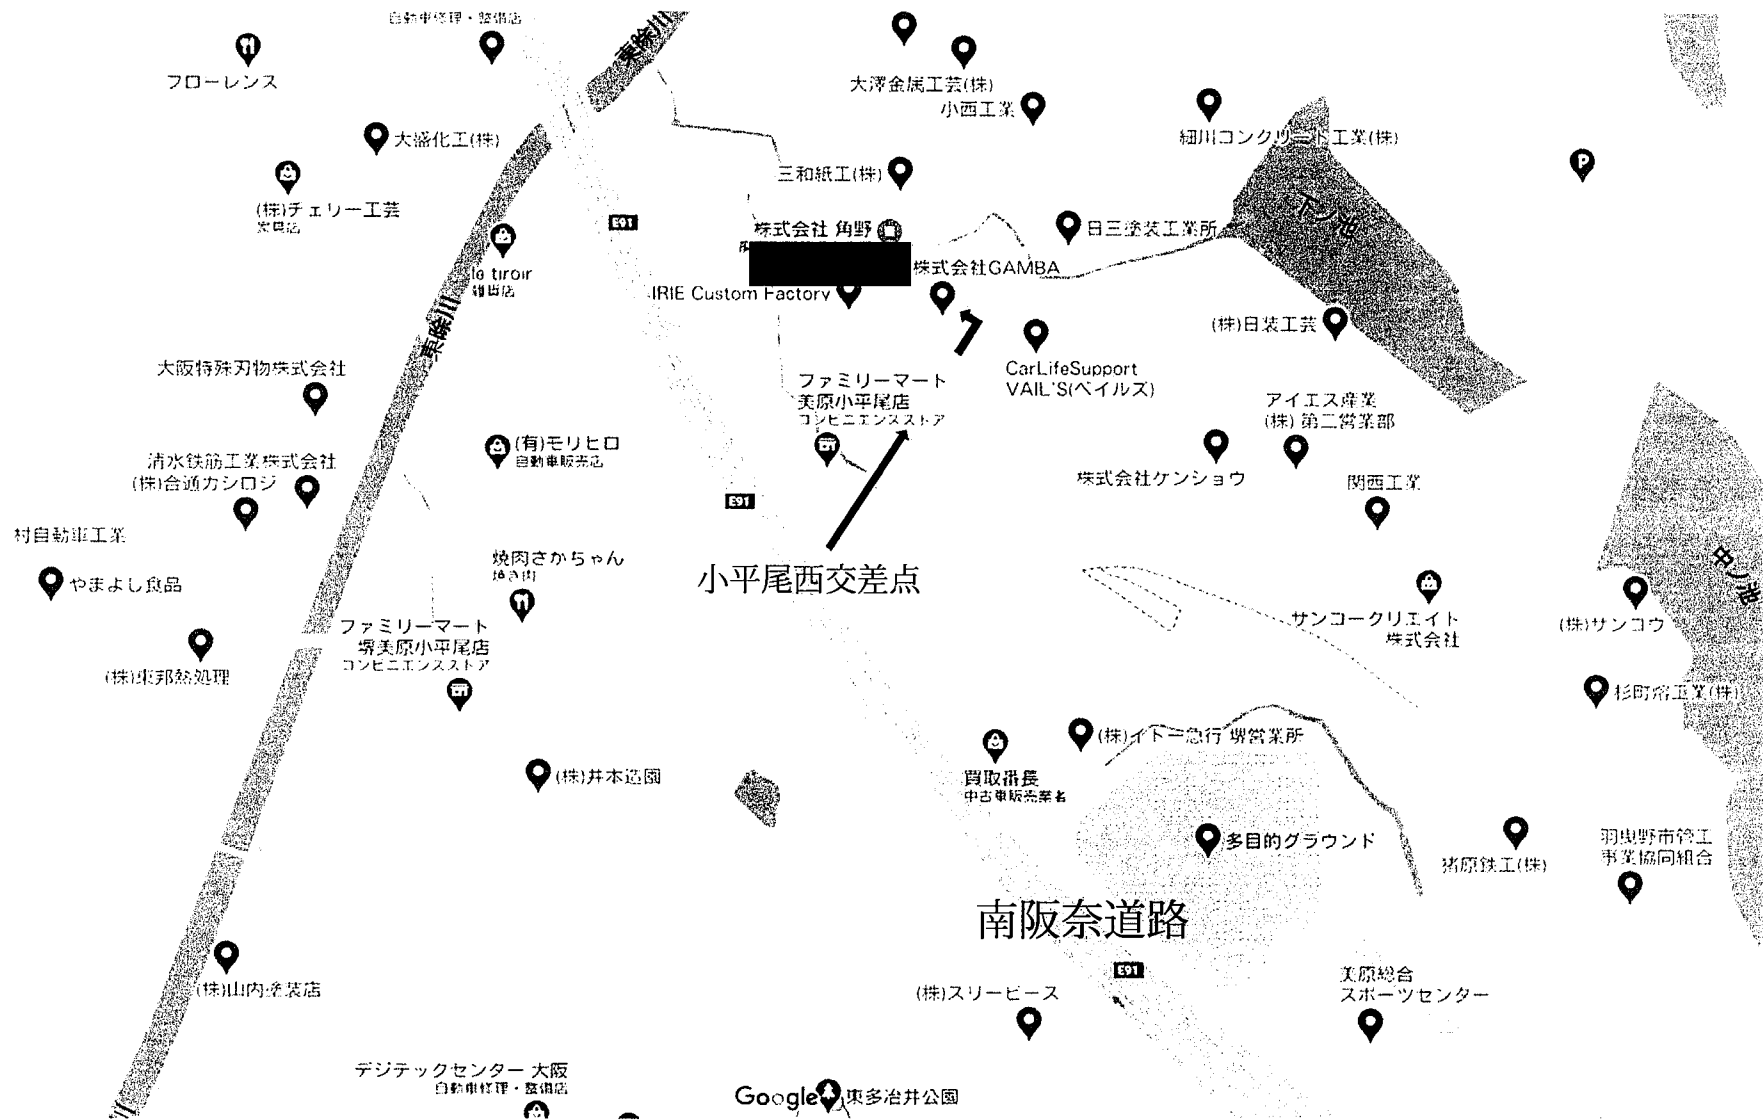 自動車修理・整備店
東除川
フローレンス
大澤金属工芸(株)
小西工業
大盛化工(株)
細川コンクリート工業(株)
P
三和紙工(株)
(株)チェリー工芸
家具店
E91
株式会社 角野
日三塗装工業所
下ノ池
le tiroir
雑貨店
株式会社GAMBA
IRIE Custom Factory
東除川
(株)日装工芸
大阪特殊刃物株式会社
CarLifeSupport
VAIL'S(ベイルズ)
ファミリーマート
美原小平尾店
コンビニエンスストア
アイエス産業
(株) 第二営業部
(有)モリヒロ
自動車販売店
清水鉄筋工業株式会社
(株)合通カシロジ
株式会社ケンショウ
関西工業
E91
村自動車工業
焼肉さかちゃん
焼き肉
小平尾西交差点
中ノ池
やまよし食品
ファミリーマート
堺美原小平尾店
コンビニエンスストア
サンコークリエイト
株式会社
(株)サンコウ
(株)東邦熱処理
杉町熔工業(株)
(株)イトー急行 堺営業所
(株)井本造園
買取番長
中古車販売業者
多目的グラウンド
猪原鉄工(株)
羽曳野市管工
事業協同組合
南阪奈道路
E91
(株)山内塗装店
(株)スリーピース
美原総合
スポーツセンター
デジテックセンター 大阪
自動車修理・整備店
Google
東多治井公園
川